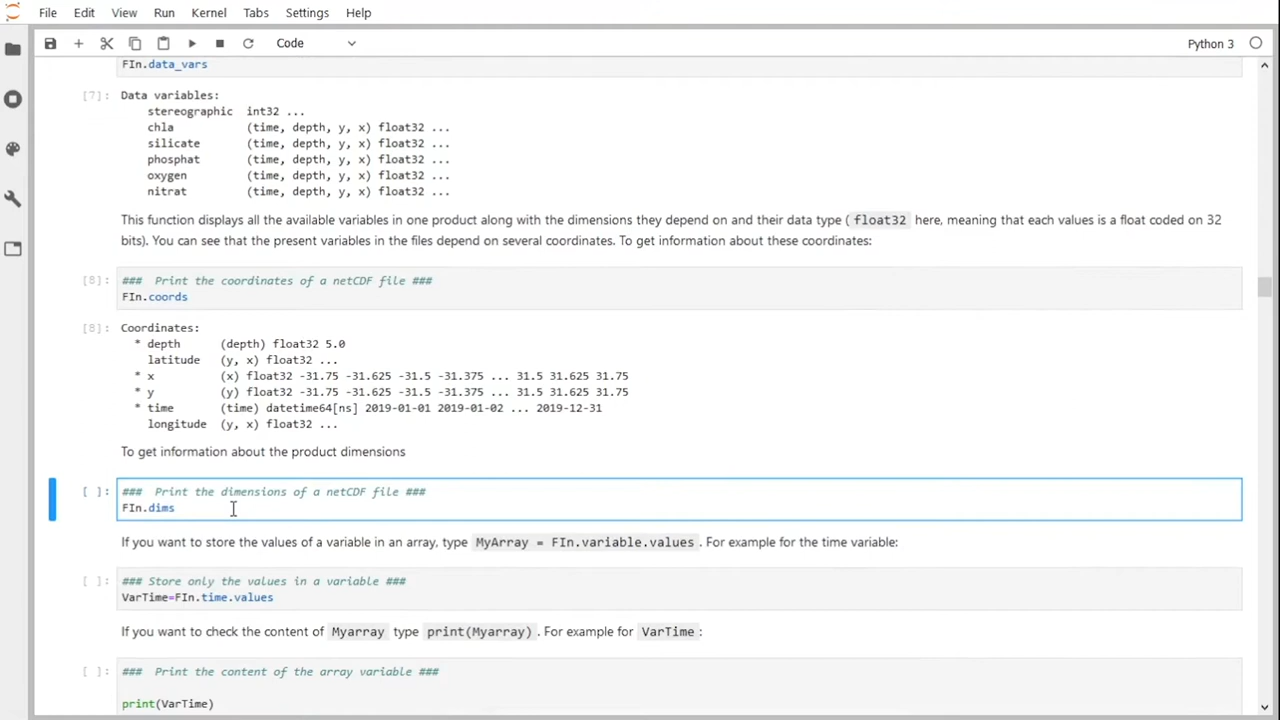 File Edit View Run Kernel Tabs Settings Help
Code Python 3
FIn.data_vars
[7]: Data variables:
stereographic int32 ...
chla (time, depth, y, x) float32 ...
silicate (time, depth, y, x) float32 ...
phosphat (time, depth, y, x) float32 ...
oxygen (time, depth, y, x) float32 ...
nitrat (time, depth, y, x) float32 ...
This function displays all the available variables in one product along with the dimensions they depend on and their data type ( float32 here, meaning that each values is a float coded on 32
bits). You can see that the present variables in the files depend on several coordinates. To get information about these coordinates:
[8]: ### Print the coordinates of a netCDF file ###
FIn.coords
[8]: Coordinates:
* depth (depth) float32 5.0
latitude (y, x) float32 ...
* x (x) float32 -31.75 -31.625 -31.5 -31.375 ... 31.5 31.625 31.75
* y (y) float32 -31.75 -31.625 -31.5 -31.375 ... 31.5 31.625 31.75
* time (time) datetime64[ns] 2019-01-01 2019-01-02 ... 2019-12-31
longitude (y, x) float32 ...
To get information about the product dimensions
[ ]: ### Print the dimensions of a netCDF file ###
FIn.dims
If you want to store the values of a variable in an array, type MyArray = FIn.variable.values . For example for the time variable:
[ ]: ### Store only the values in a variable ###
VarTime=FIn.time.values
If you want to check the content of Myarray type print(Myarray) . For example for VarTime :
[ ]: ### Print the content of the array variable ###
print(VarTime)